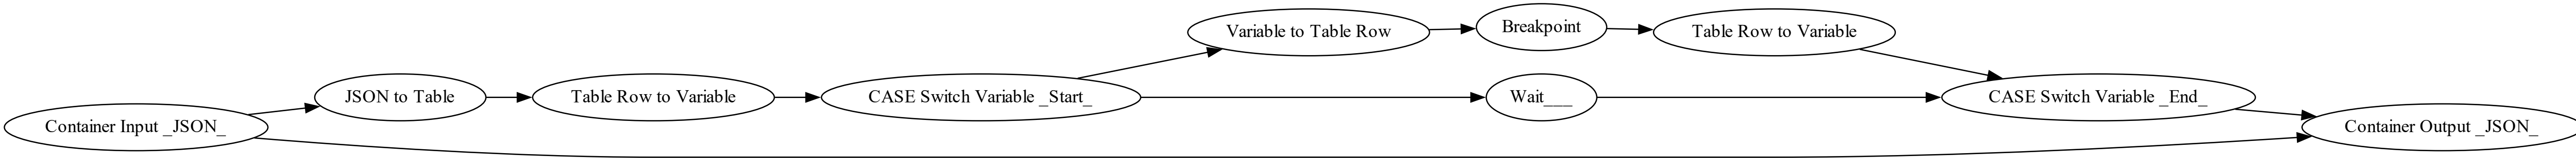 Variable to Table Row
Breakpoint
Table Row to Variable
JSON to Table
Table Row to Variable
CASE Switch Variable _Start_
Wait___
CASE Switch Variable _End_
Container Input _JSON_
Container Output _JSON_